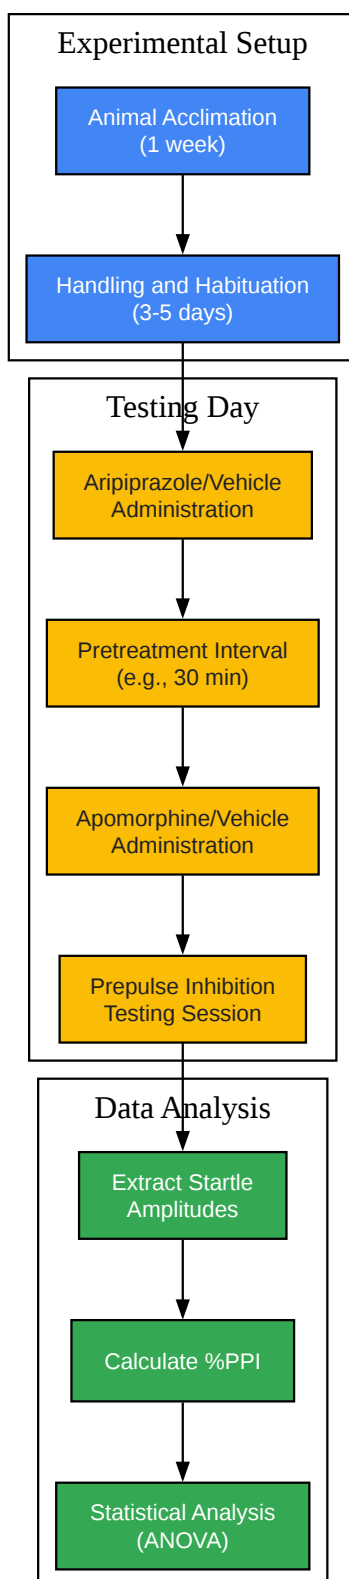 Experimental Setup
Animal Acclimation
(1 week)
Handling and Habituation
(3-5 days)
Testing Day
Aripiprazole/Vehicle
Administration
Pretreatment Interval
(e.g., 30 min)
Apomorphine/Vehicle
Administration
Prepulse Inhibition
Testing Session
Data Analysis
Extract Startle
Amplitudes
Calculate %PPI
Statistical Analysis
(ANOVA)